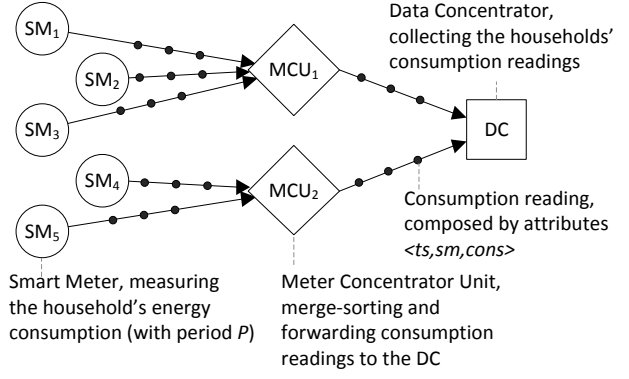 Data Concentrator,
collecting the households'
consumption readings
SM₁
SM₂
MCU₁
SM₃
DC
SM₄
MCU₂
SM₅
Consumption reading,
composed by attributes
<ts,sm,cons>
Smart Meter, measuring
the household's energy
consumption (with period P)
Meter Concentrator Unit,
merge-sorting and
forwarding consumption
readings to the DC